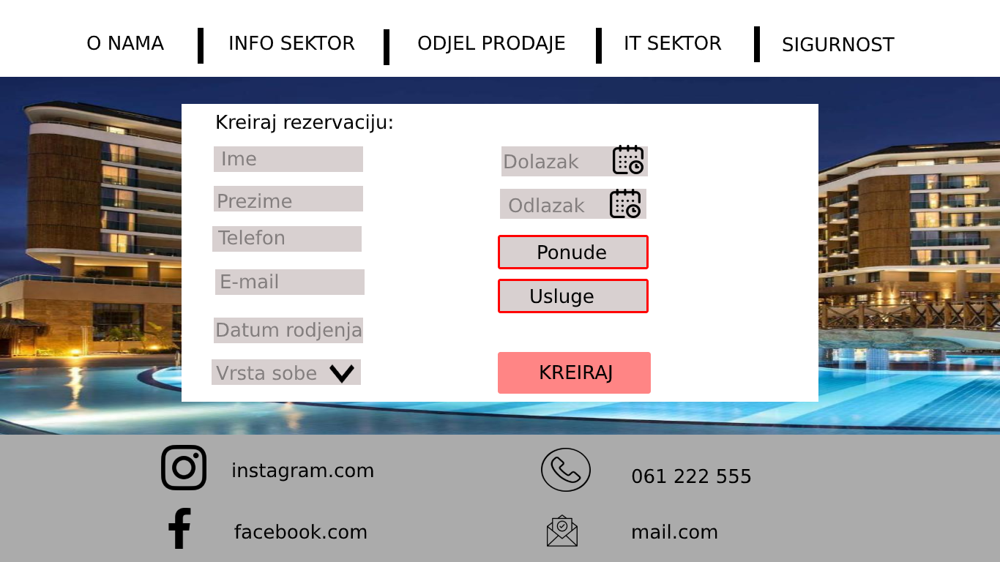 O NAMA
INFO SEKTOR
ODJEL PRODAJE
IT SEKTOR
SIGURNOST
Kreiraj rezervaciju:
Ime
Prezime
Telefon
E-mail
Datum rodjenja
Vrsta sobe
Dolazak
Odlazak
Ponude
Usluge
KREIRAJ
instagram.com
facebook.com
061 222 555
mail.com